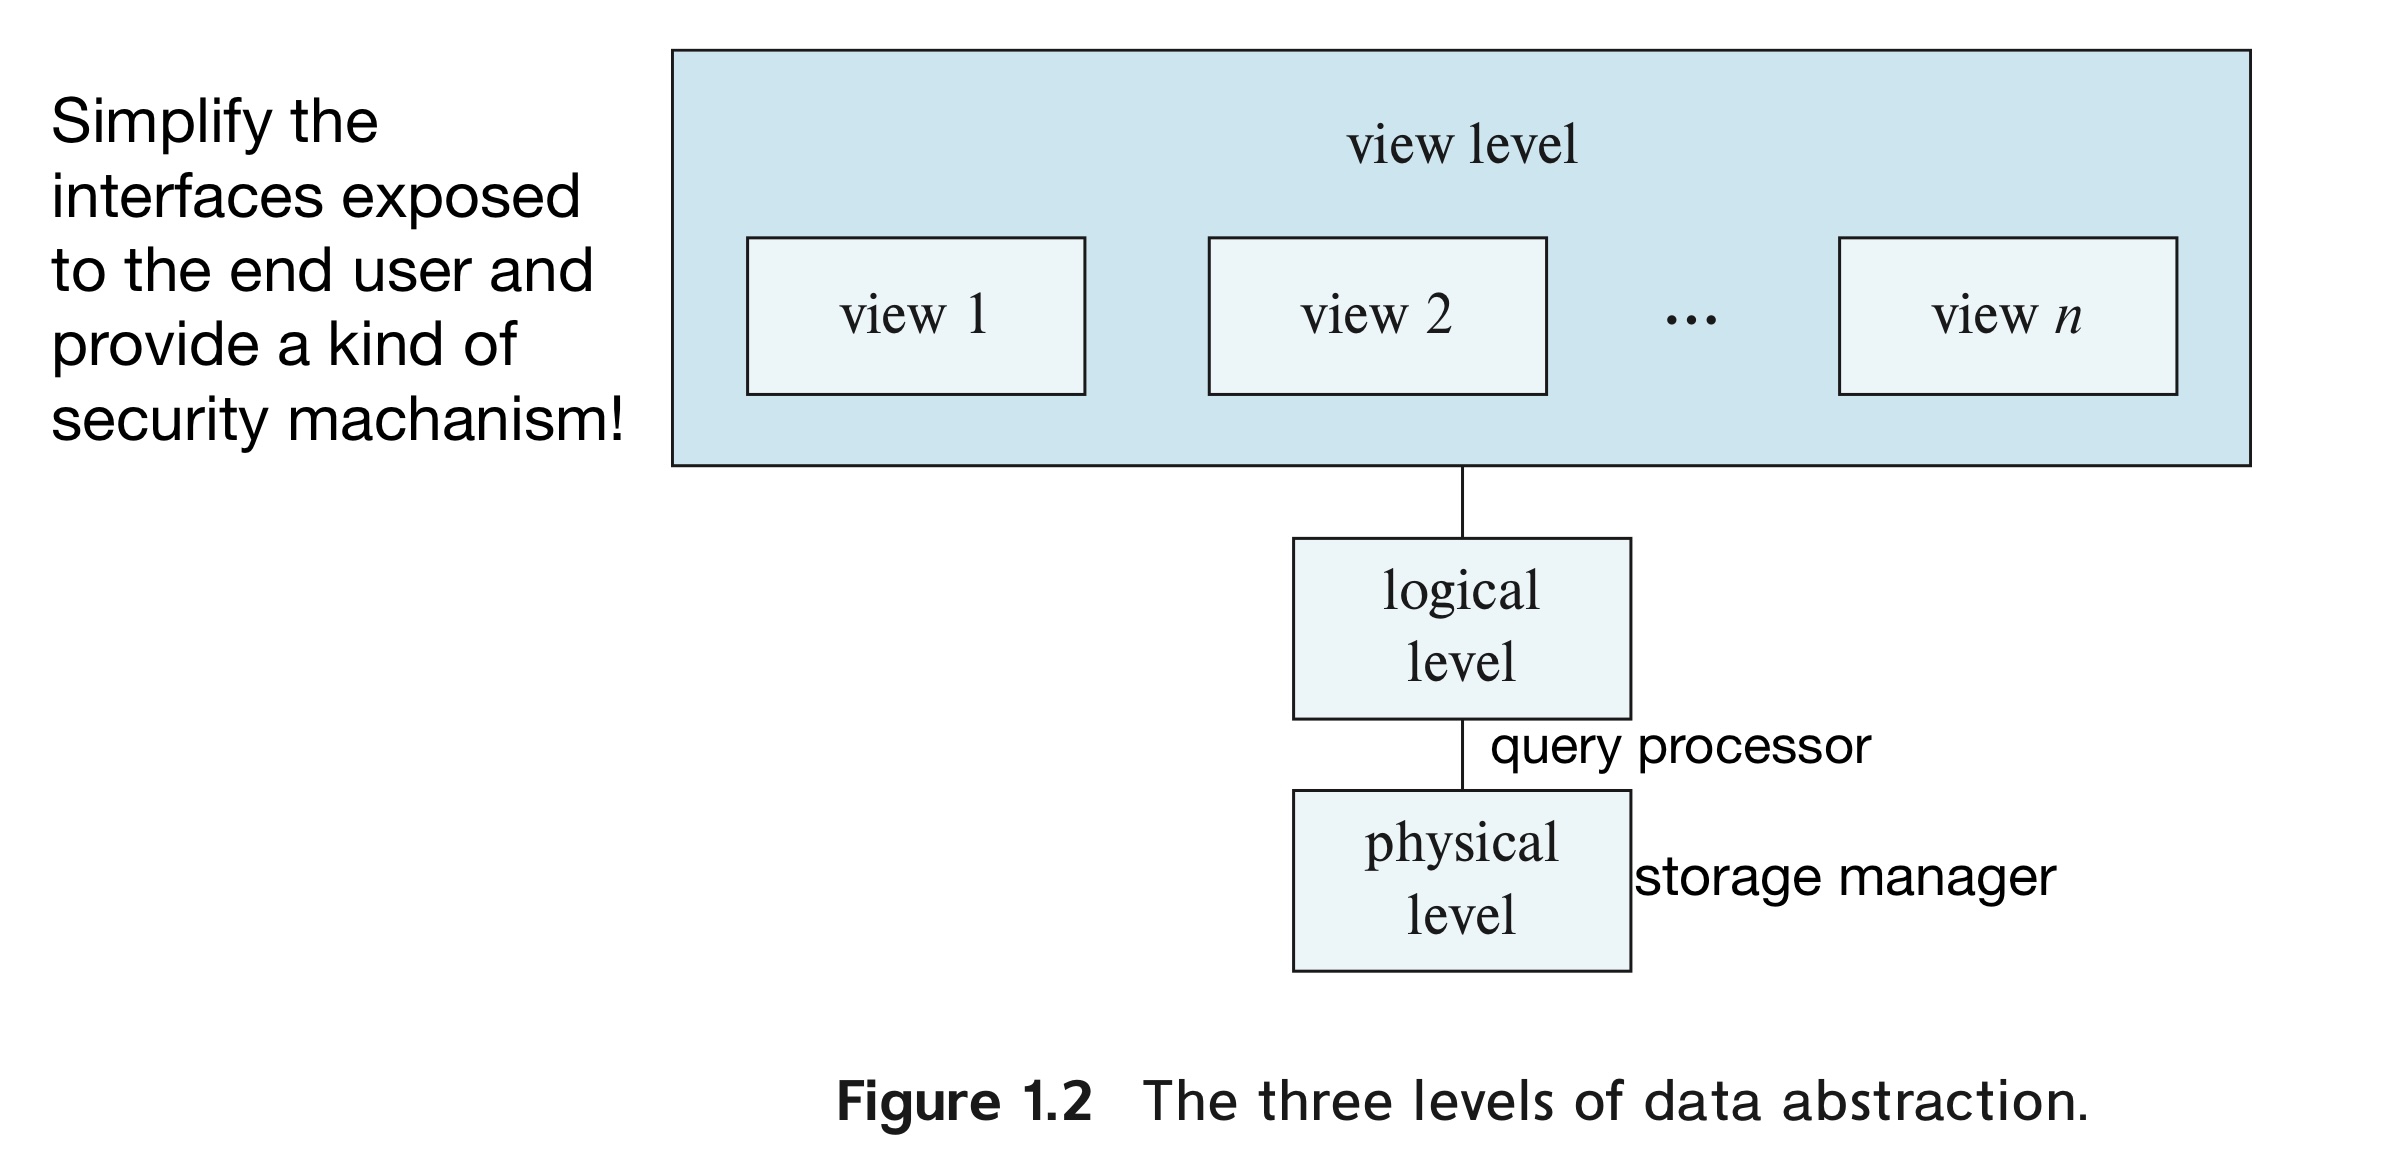 Simplify the
interfaces exposed
to the end user and
provide a kind of
security machanism!
view level
view 1
view 2
...
view n
logical
level
query processor
physical
level
storage manager
Figure 1.2 The three levels of data abstraction.